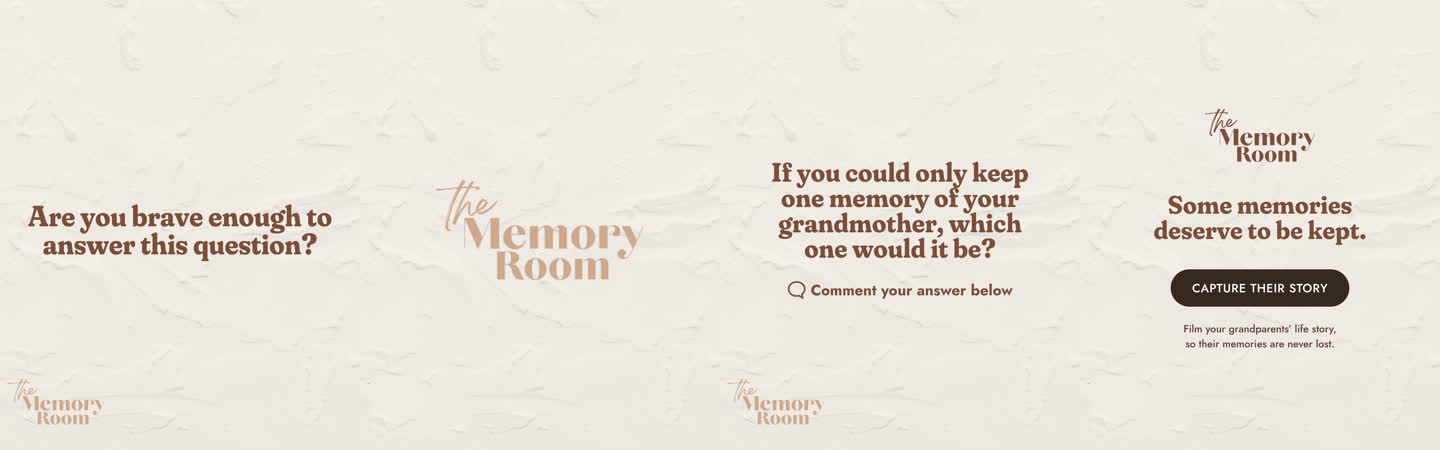 Are you brave enough to
answer this question?
the
Memory
Room
the
Memory
Room
If you could only keep
one memory of your
grandmother, which
one would it be?
Comment your answer below
the
Memory
Room
the
Memory
Room
Some memories
deserve to be kept.
CAPTURE THEIR STORY
Film your grandparents’ life story,
so their memories are never lost.